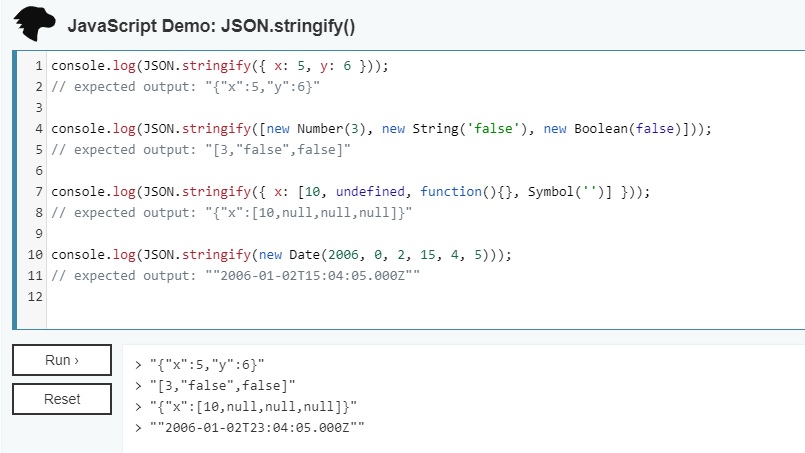 JavaScript Demo: JSON.stringify()
1 console.log(JSON.stringify({ x: 5, y: 6 }));
2 // expected output: "{"x":5,"y":6}"
3
4 console.log(JSON.stringify([new Number(3), new String('false'), new Boolean(false)]));
5 // expected output: "[3,"false",false]"
6
7 console.log(JSON.stringify({ x: [10, undefined, function(){}, Symbol('')] }));
8 // expected output: "{"x":[10,null,null,null]}"
9
10 console.log(JSON.stringify(new Date(2006, 0, 2, 15, 4, 5)));
11 // expected output: ""2006-01-02T15:04:05.000Z""
12
Run ›
Reset
> "{"x":5,"y":6}"
> "[3,"false",false]"
> "{"x":[10,null,null,null]}"
> ""2006-01-02T23:04:05.000Z""